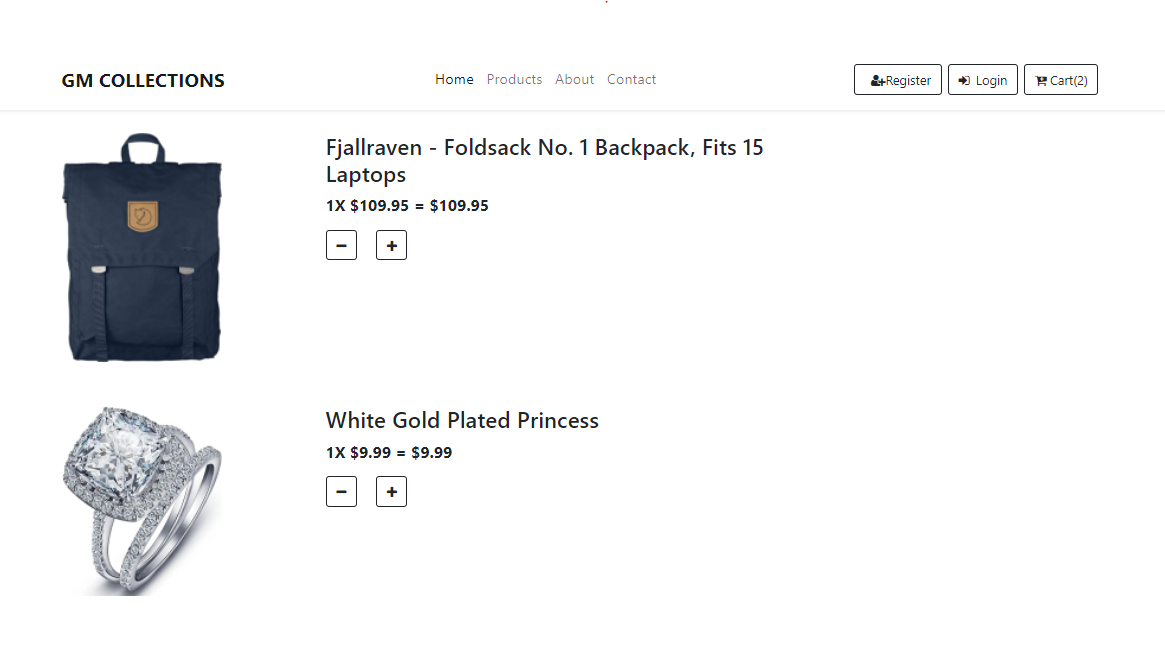 GM COLLECTIONS
Home Products About Contact
Register Login Cart(2)
Fjallraven - Foldsack No. 1 Backpack, Fits 15
Laptops
1X $109.95 = $109.95
White Gold Plated Princess
1X $9.99 = $9.99